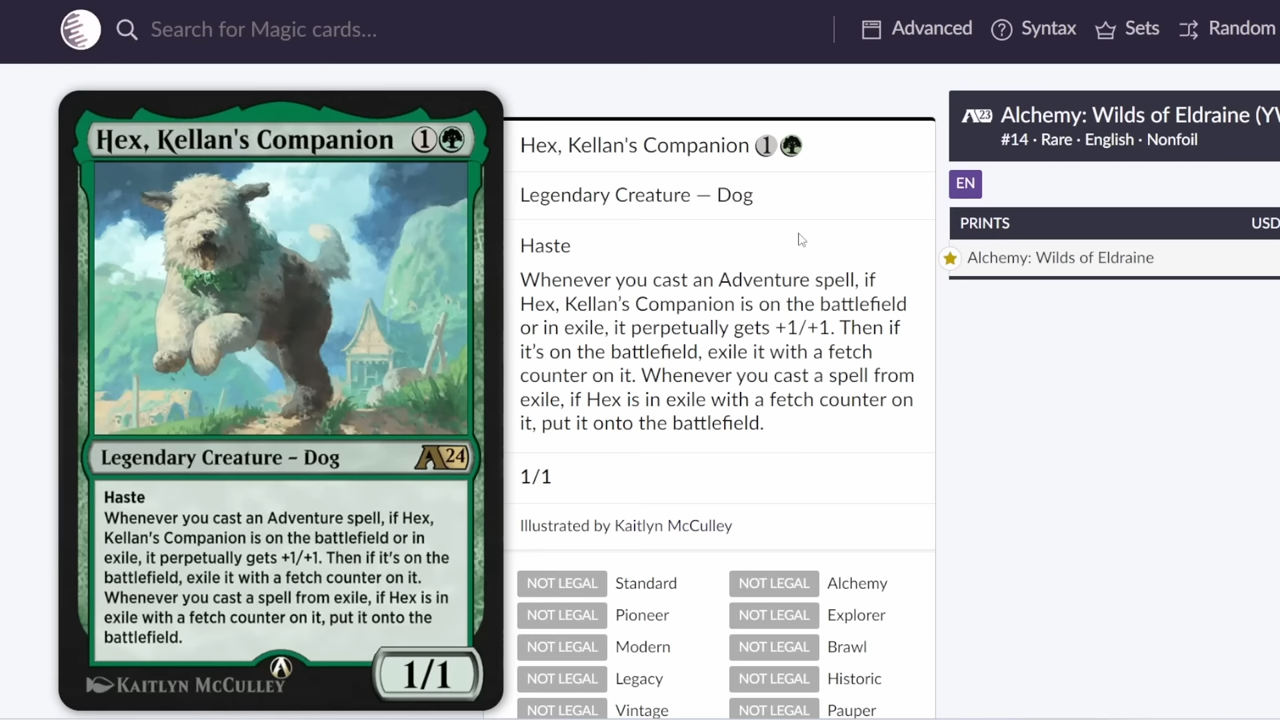 Search for Magic cards...
Advanced
Syntax
Sets
Random
Hex, Kellan's Companion 1
Legendary Creature – Dog
A24
Haste
Whenever you cast an Adventure spell, if Hex,
Kellan's Companion is on the battlefield or in
exile, it perpetually gets +1/+1. Then if it's on the
battlefield, exile it with a fetch counter on it.
Whenever you cast a spell from exile, if Hex is in
exile with a fetch counter on it, put it onto the
battlefield.
1/1
KAITLYN McCULLEY
Hex, Kellan's Companion 1
Legendary Creature — Dog
Haste
Whenever you cast an Adventure spell, if
Hex, Kellan's Companion is on the battlefield
or in exile, it perpetually gets +1/+1. Then if
it's on the battlefield, exile it with a fetch
counter on it. Whenever you cast a spell from
exile, if Hex is in exile with a fetch counter on
it, put it onto the battlefield.
1/1
Illustrated by Kaitlyn McCulley
NOT LEGAL Standard NOT LEGAL Alchemy
NOT LEGAL Pioneer NOT LEGAL Explorer
NOT LEGAL Modern NOT LEGAL Brawl
NOT LEGAL Legacy NOT LEGAL Historic
NOT LEGAL Vintage NOT LEGAL Pauper
A23 Alchemy: Wilds of Eldraine (YW
#14 · Rare · English · Nonfoil
EN
PRINTS USD
Alchemy: Wilds of Eldraine